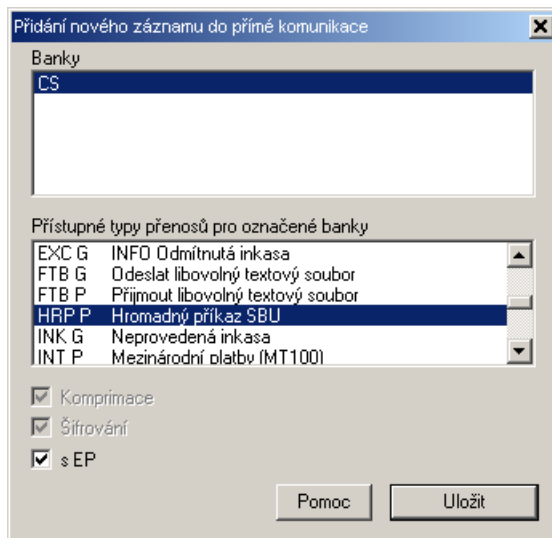 Přidání nového záznamu do přímé komunikace
Banky
CS
Přístupné typy přenosů pro označené banky
EXC G INFO Odmítnutá inkasa
FTB G Odeslat libovolný textový soubor
FTB P Přijmout libovolný textový soubor
HRP P Hromadný příkaz SBU
INK G Neprovedená inkasa
INT P Mezinárodní platby (MT100)
Komprimace
Šifrování
s EP
Pomoc Uložit